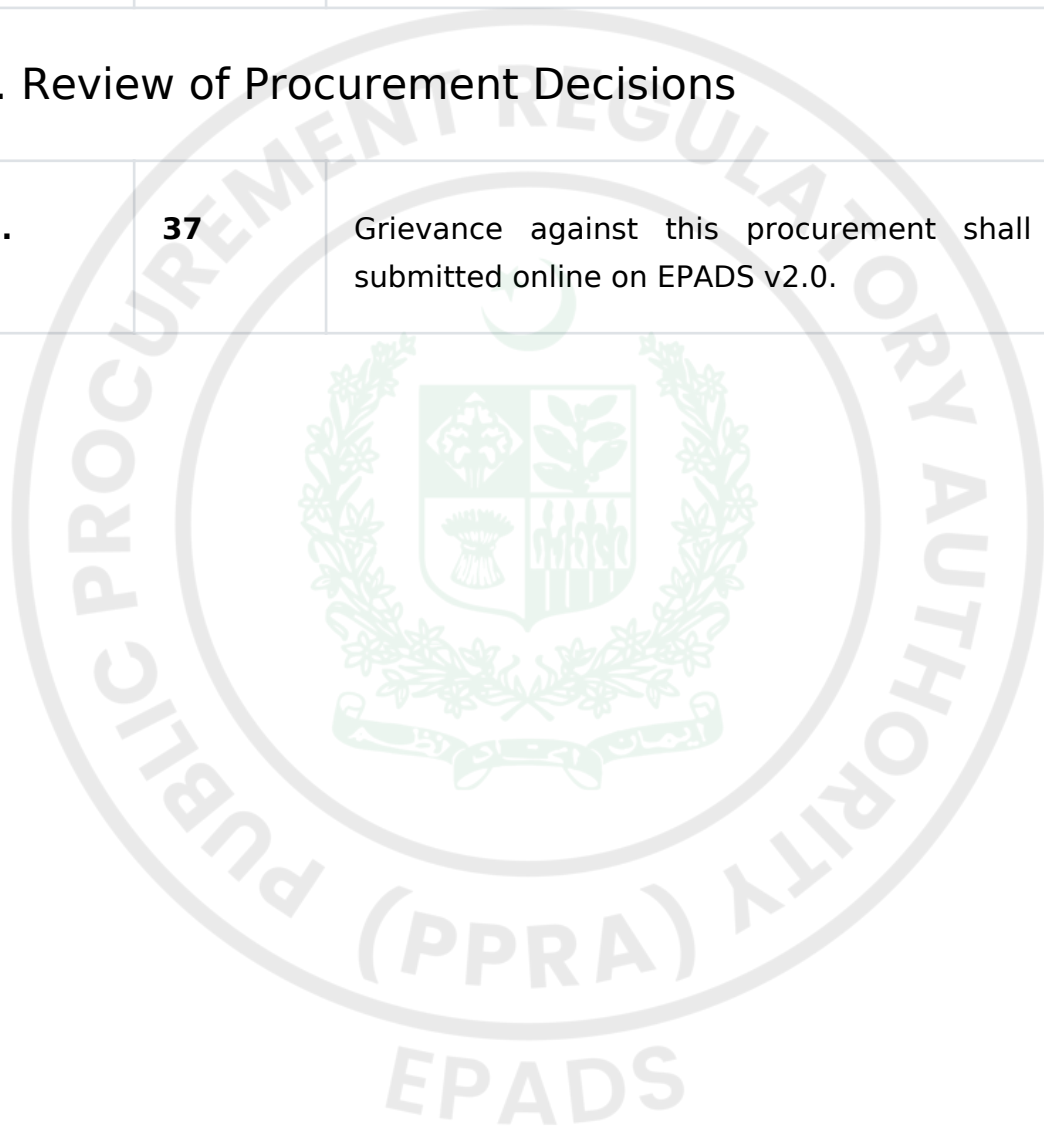 . Review of Procurement Decisions
. 37 Grievance against this procurement shall
submitted online on EPADS v2.0.
PUBLIC PROCUREMENT REGULATORY AUTHORITY
(PPRA)
EPADS